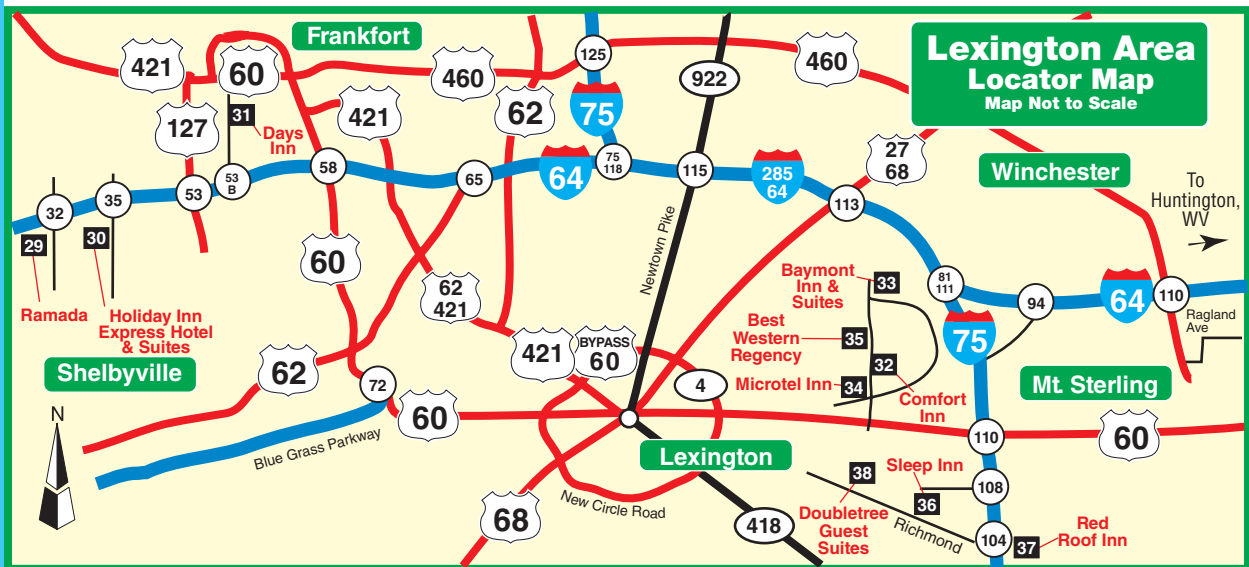 Lexington Area
Locator Map
Map Not to Scale
Frankfort
421
60
460
125
922
460
127
31
Days
Inn
421
62
75
27
68
Winchester
To
Huntington,
WV
32
35
53
53
B
58
65
64
75
118
115
285
64
113
29
30
Ramada
Holiday Inn
Express Hotel
& Suites
Shelbyville
60
62
421
Newtown Pike
Baymont
Inn &
Suites
33
81
111
94
64
110
Ragland
Ave
Best
Western
Regency
35
75
62
421
BYPASS
60
4
Microtel Inn
34
32
Comfort
Inn
Mt. Sterling
72
60
110
60
N
Blue Grass Parkway
Lexington
New Circle Road
68
418
38
Doubletree
Guest
Suites
Sleep Inn
36
108
Richmond
104
37
Red
Roof Inn